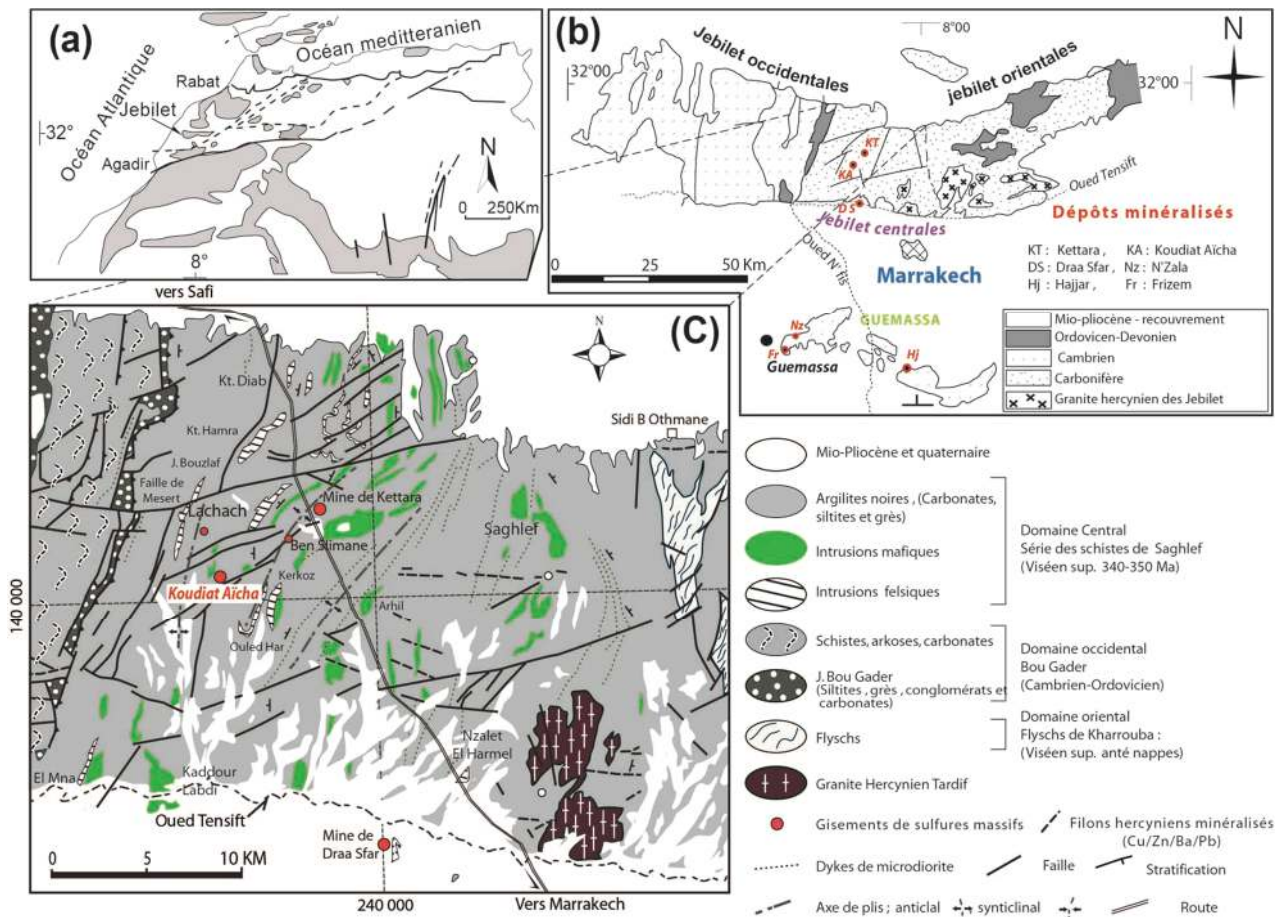 (a)
Océan meditteranien
Océan Atlantique
Rabat
Jebilet
32°
Agadir
N
0 250Km
8°
(b)
8°00
N
Jebilet occidentales
jebilet orientales
32°00
32°00
KT
KA
DS
Oued Tensift
Jebilet centrales
Dépôts minéralisés
Oued N'fis
Marrakech
0 25 50 Km
KT : Kettara , KA : Koudiat Aïcha
DS : Draa Sfar , Nz : N'Zala
Hj : Hajjar , Fr : Frizem
GUEMASSA
Nz
Fr
Guemassa
Hj
Mio-pliocène - recouvrement
Ordovicen-Devonien
Cambrien
Carbonifère
Granite hercynien des Jebilet
vers Safi
(C)
N
Kt. Diab
Sidi B Othmane
Kt. Hamra
J. Bouzlaf
Faille de
Mesert
Lachach
Mine de Kettara
Saghlef
Ben Slimane
Koudiat Aïcha
Kerkoz
Arhil
Ouled Har
140 000
Nzalet
El Harmel
El Mna
Kaddour
Labdi
Oued Tensift
Mine de
Draa Sfar
0 5 10 KM
240 000
Vers Marrakech
Mio-Pliocène et quaternaire
Argilites noires , (Carbonates,
siltites et grès)
Intrusions mafiques
Intrusions felsiques
Domaine Central
Série des schistes de Saghlef
(Viséen sup. 340-350 Ma)
Schistes, arkoses, carbonates
J. Bou Gader
(Siltites , grès , conglomérats et
carbonates)
Domaine occidental
Bou Gader
(Cambrien-Ordovicien)
Flyschs
Domaine oriental
Flyschs de Kharrouba :
(Viséen sup. anté nappes)
Granite Hercynien Tardif
Gisements de sulfures massifs
Filons hercyniens minéralisés
(Cu/Zn/Ba/Pb)
Dykes de microdiorite
Faille
Stratification
Axe de plis ; anticlal
synticlinal
Route